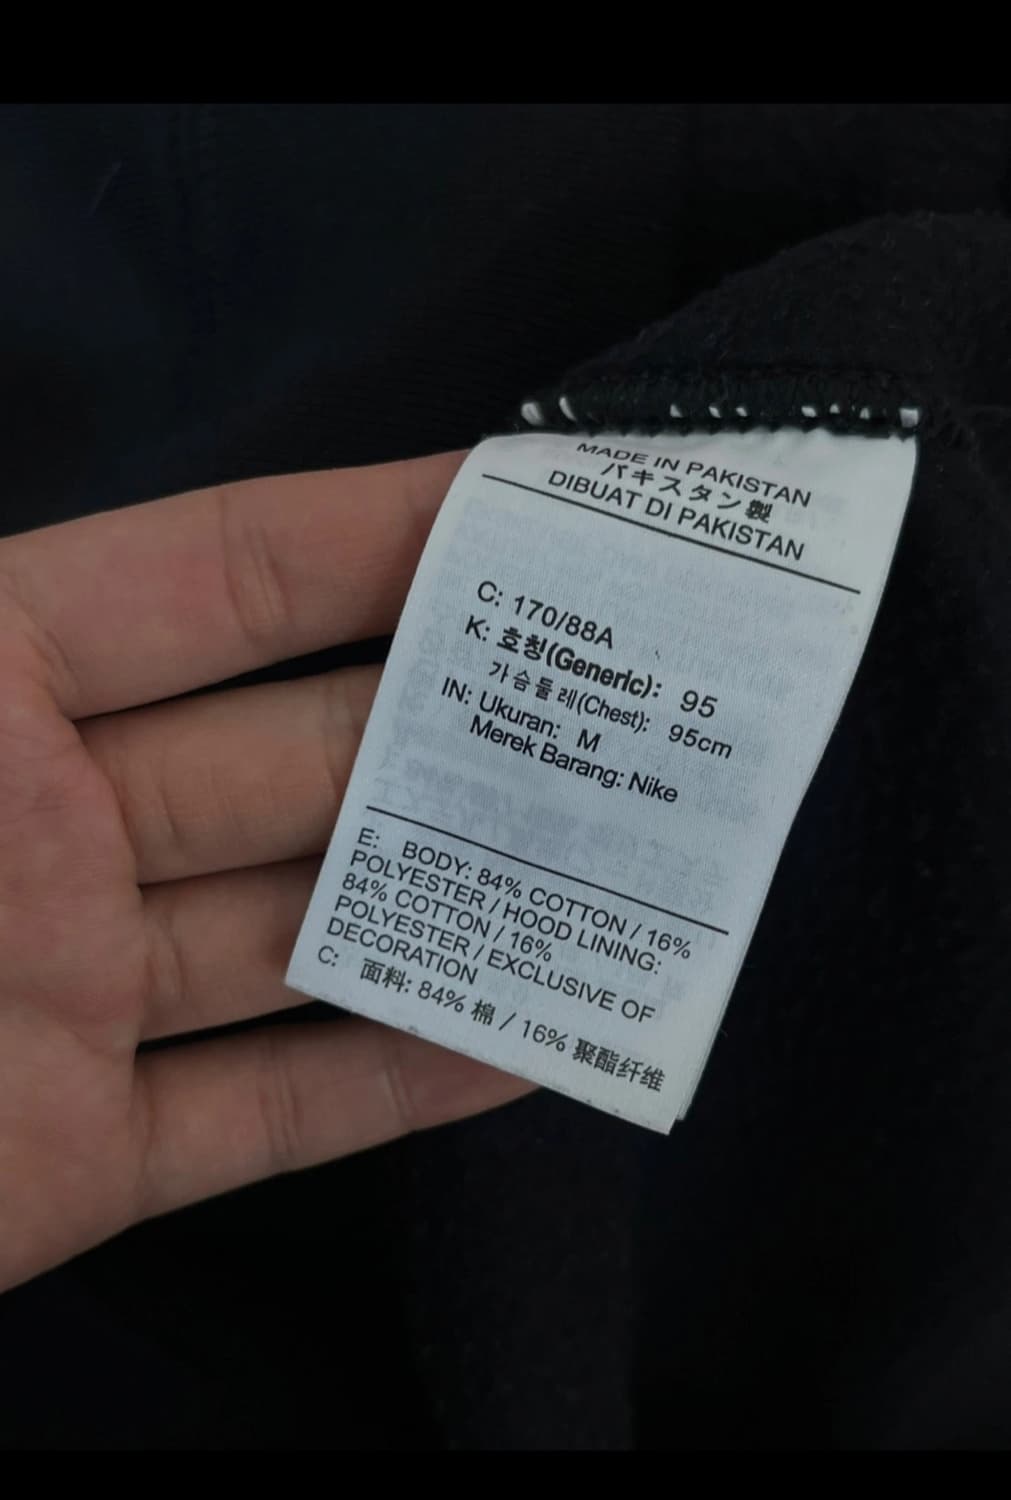 MADE IN PAKISTAN
パキスタン製
DIBUAT DI PAKISTAN
C: 170/88A
K: 호칭(Generic): 95
가슴둘레(Chest): 95cm
IN: Ukuran: M
Merek Barang: Nike
E: BODY: 84% COTTON / 16%
POLYESTER / HOOD LINING:
84% COTTON / 16%
POLYESTER / EXCLUSIVE OF
DECORATION
C: 面料: 84% 棉 / 16% 聚酯纤维